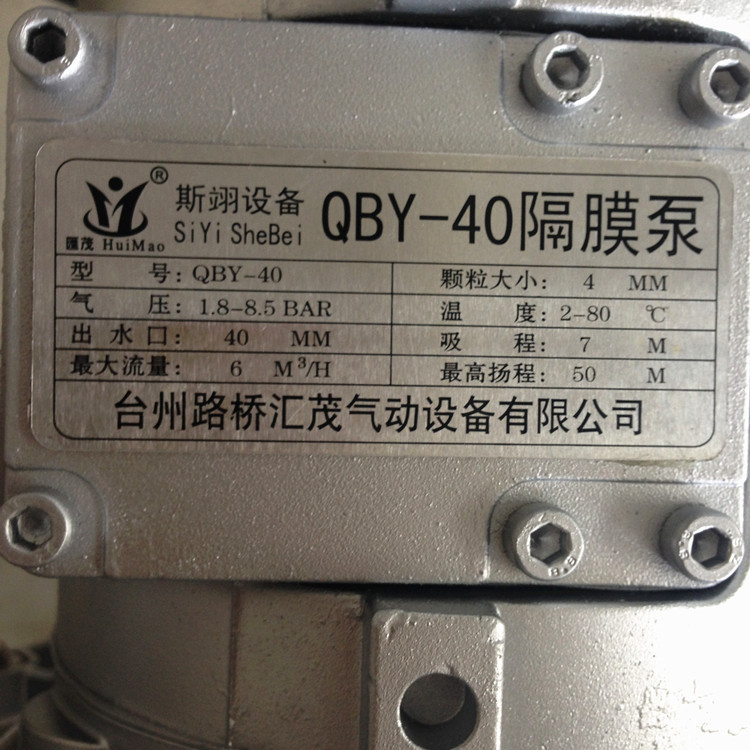 匯茂 HuiMao ®
斯翊设备
SiYi SheBei
QBY-40隔膜泵
型 号: QBY-40
颗粒大小: 4 MM
气 压: 1.8-8.5 BAR
温 度: 2-80 ℃
出水口: 40 MM
吸 程: 7 M
最大流量: 6 M³/H
最高扬程: 50 M
台州路桥汇茂气动设备有限公司